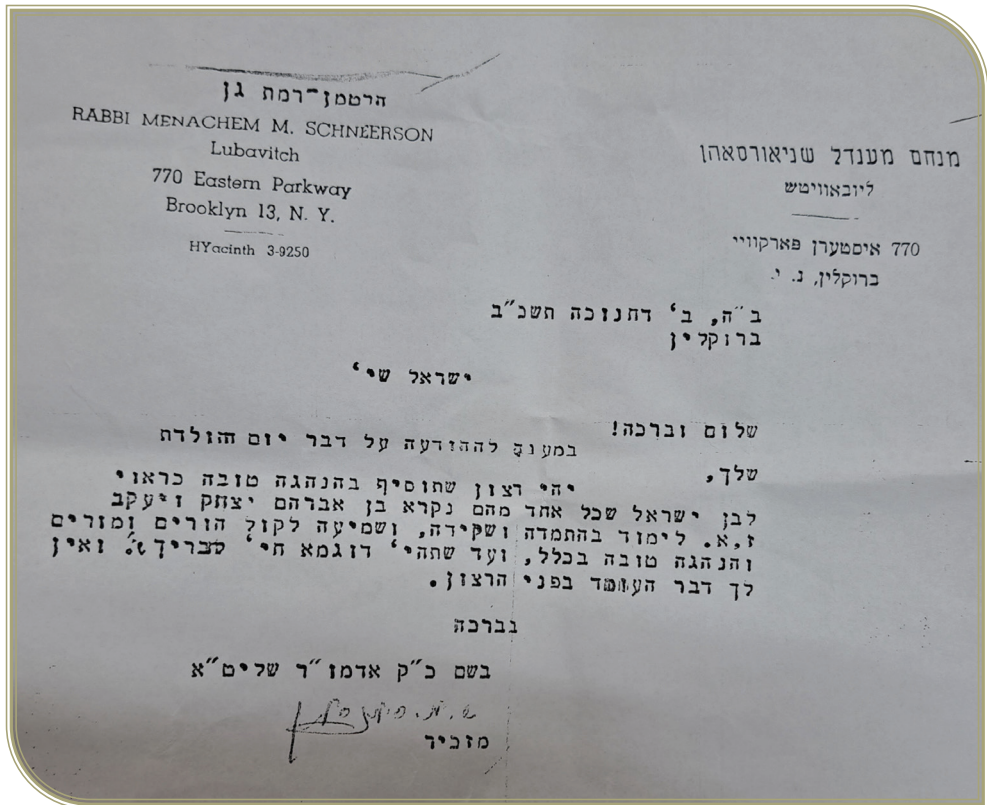 הרטמן־רמת גן
RABBI MENACHEM M. SCHNEERSON
Lubavitch
770 Eastern Parkway
Brooklyn 13, N. Y.
HYacinth 3-9250
מנחם מענדל שניאורסאהן
ליובאוויטש
770 איסטערן פארקוויי
ברוקלין, נ. י.
ב"ה, ב' דחנוכה תשכ"ב
ברוקלין
ישראל שי'
שלום וברכה!
במענה לההודעה על דבר יום הולדת
שלך,
יהי רצון שתוסיף בהנהגה טובה כראוי
לבן ישראל שכל אחד מהם נקרא בן אברהם יצחק ויעקב
ז,א. לימוד בהתמדה ושקידה, ושמיעה לקול הורים ומורים
והנהגה טובה בכלל, ועד שתהי' דוגמא חי' לבריך. ואין
לך דבר העומד בפני הרצון.
בברכה
בשם כ"ק אדמו"ר שליט"א
מזכיר